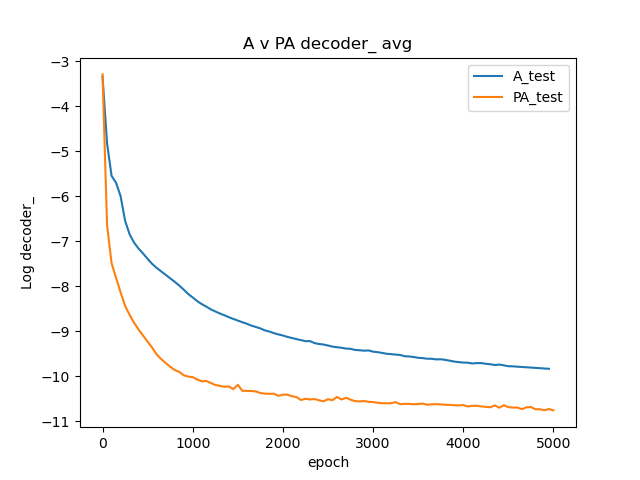 A v PA decoder_ avg
A_test
PA_test
Log decoder_
−3
−4
−5
−6
−7
−8
−9
−10
−11
0 1000 2000 3000 4000 5000
epoch